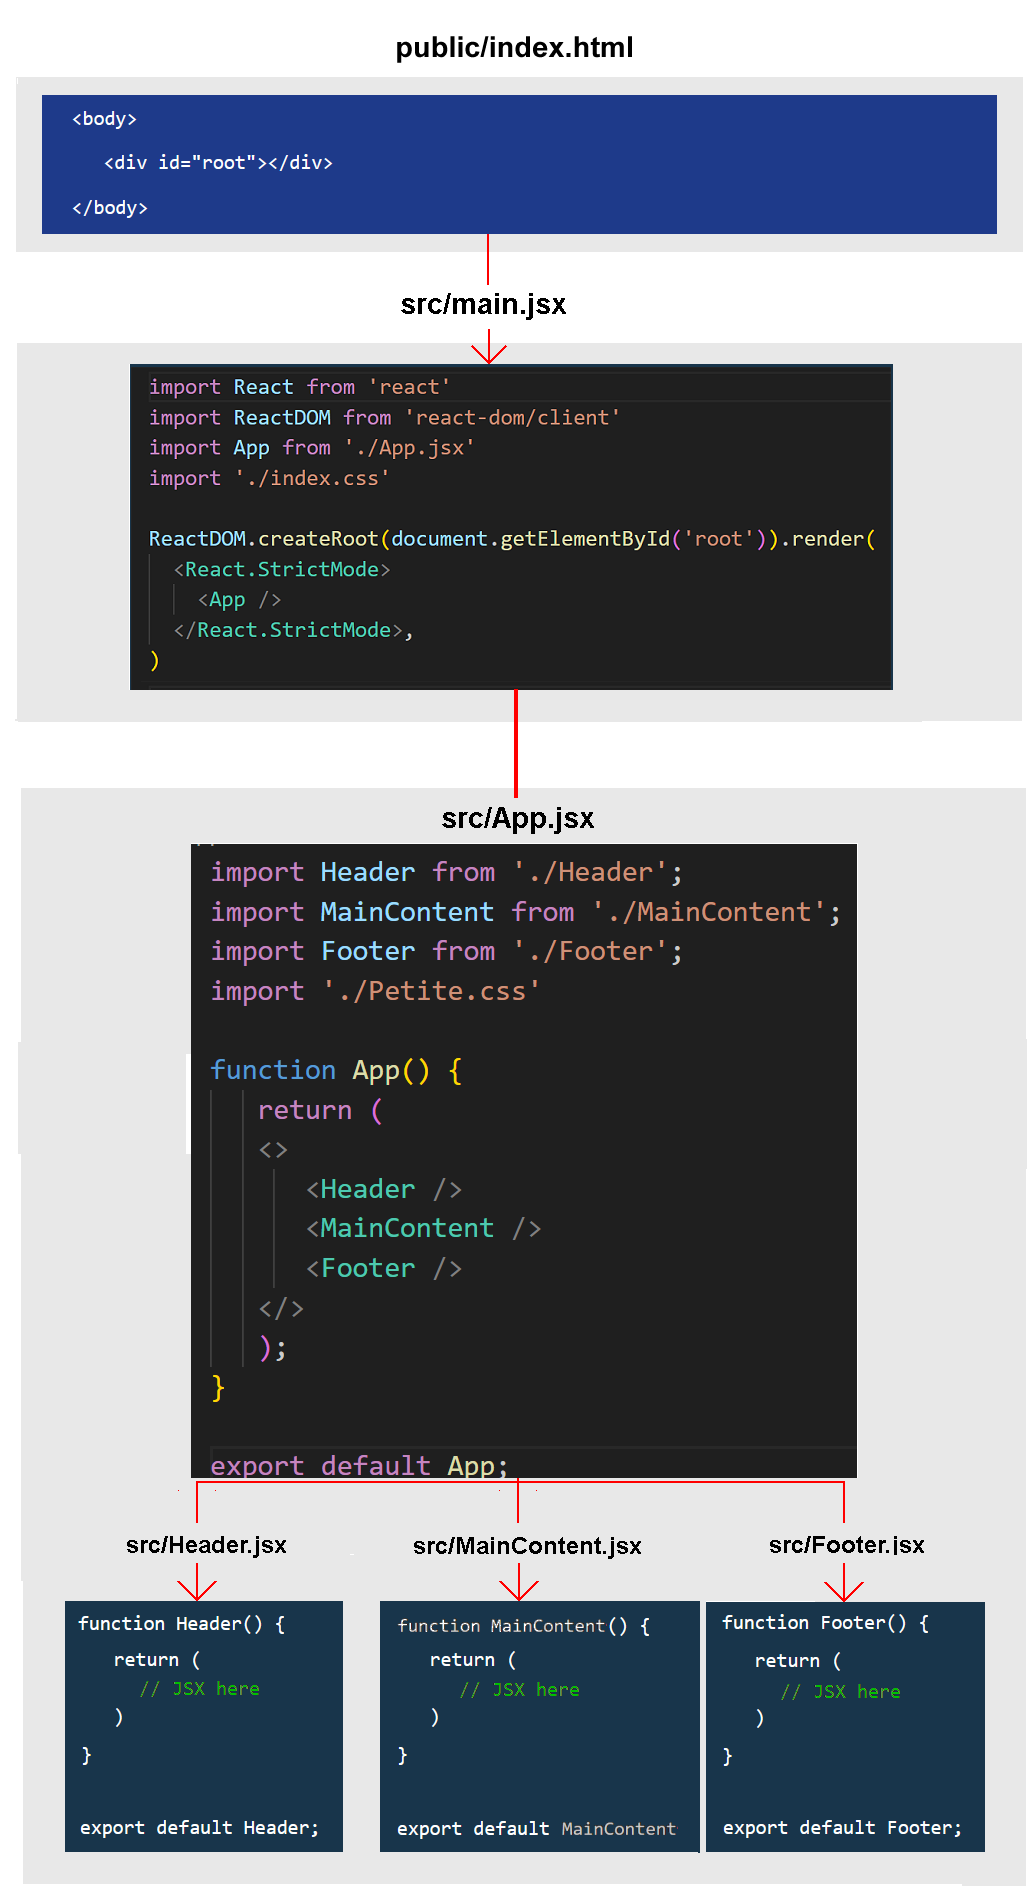 public/index.html
<body>
<div id="root"></div>
</body>
src/main.jsx
import React from 'react'
import ReactDOM from 'react-dom/client'
import App from './App.jsx'
import './index.css'
ReactDOM.createRoot(document.getElementById('root')).render(
<React.StrictMode>
<App />
</React.StrictMode>,
)
src/App.jsx
import Header from './Header';
import MainContent from './MainContent';
import Footer from './Footer';
import './Petite.css'
function App() {
return (
<>
<Header />
<MainContent />
<Footer />
</>
);
}
export default App;
src/Header.jsx
function Header() {
return (
// JSX here
)
}
export default Header;
src/MainContent.jsx
function MainContent() {
return (
// JSX here
)
}
export default MainContent
src/Footer.jsx
function Footer() {
return (
// JSX here
)
}
export default Footer;